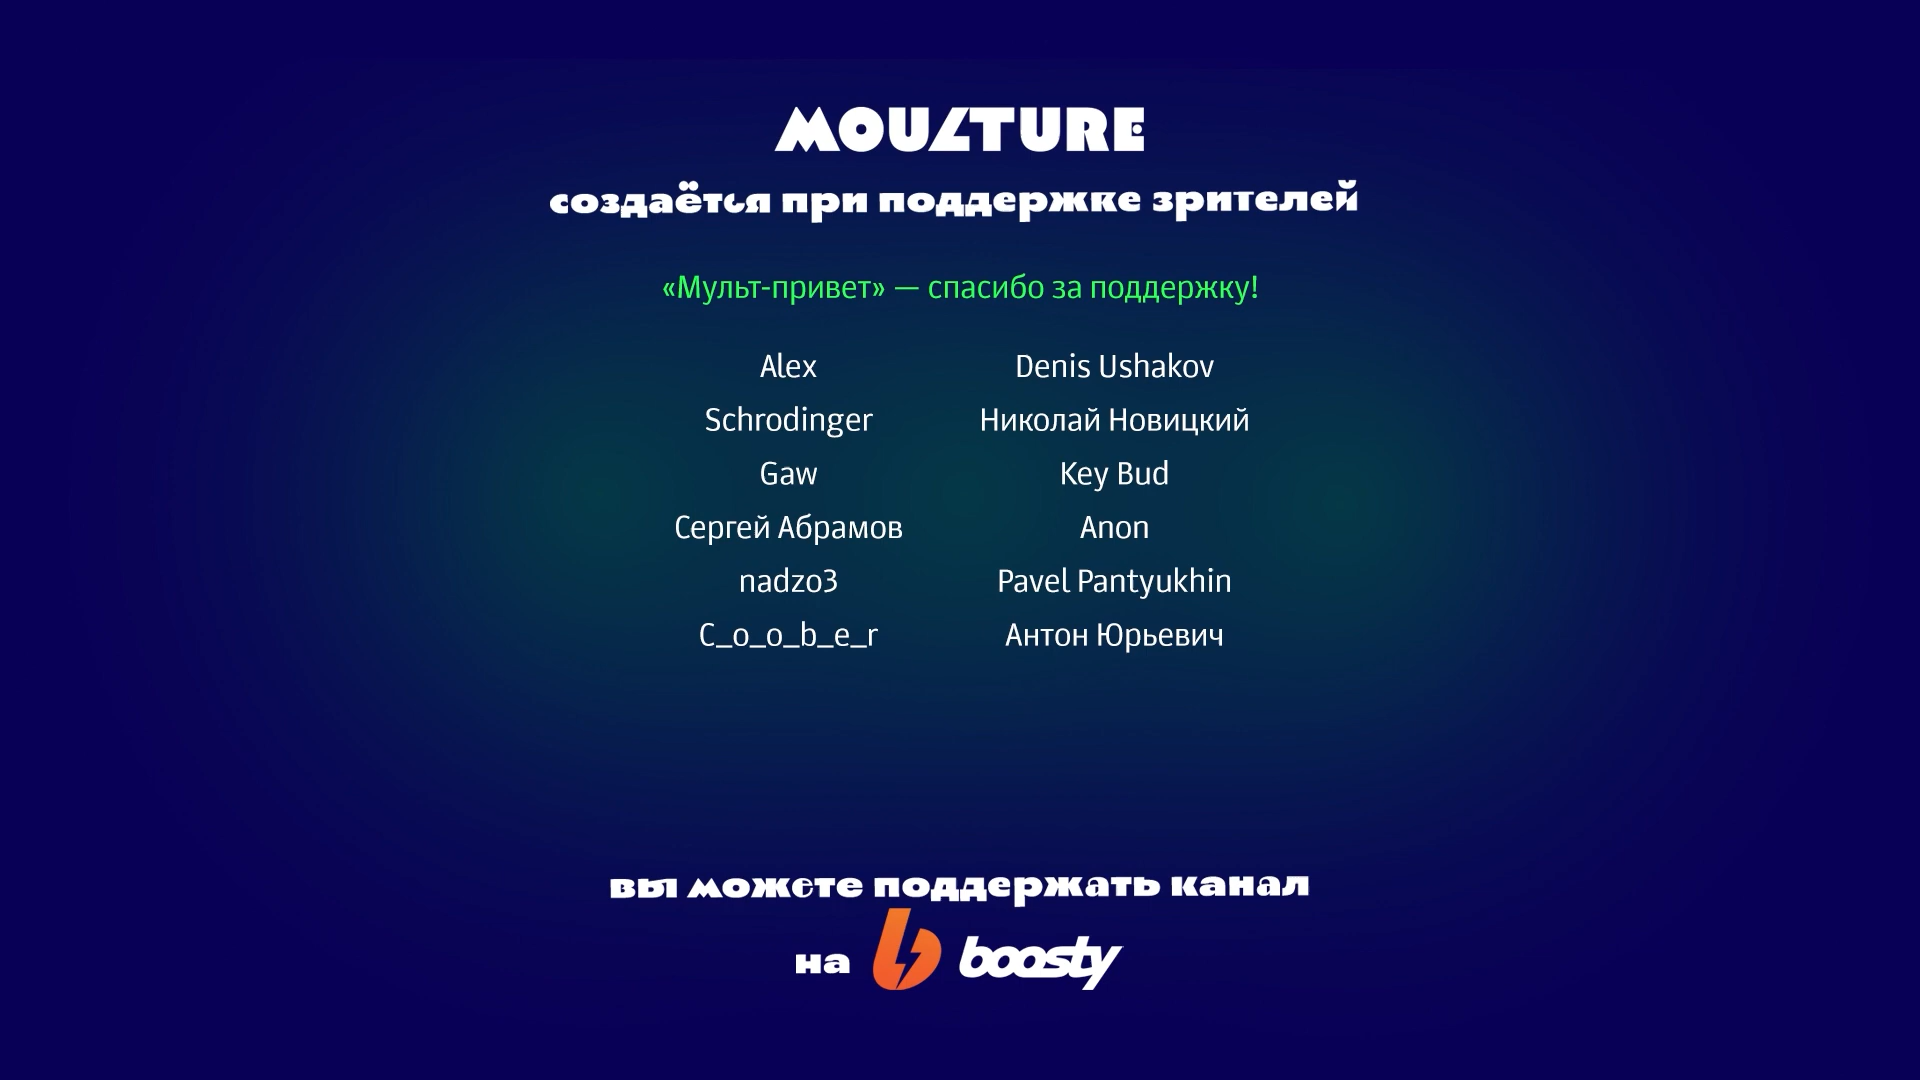 MOULTURE
создаётся при поддержке зрителей
«Мульт-привет» — спасибо за поддержку!
Alex
Denis Ushakov
Schrodinger
Николай Новицкий
Gaw
Key Bud
Сергей Абрамов
Anon
nadzo3
Pavel Pantyukhin
C_o_o_b_e_r
Антон Юрьевич
вы можете поддержать канал
на boosty